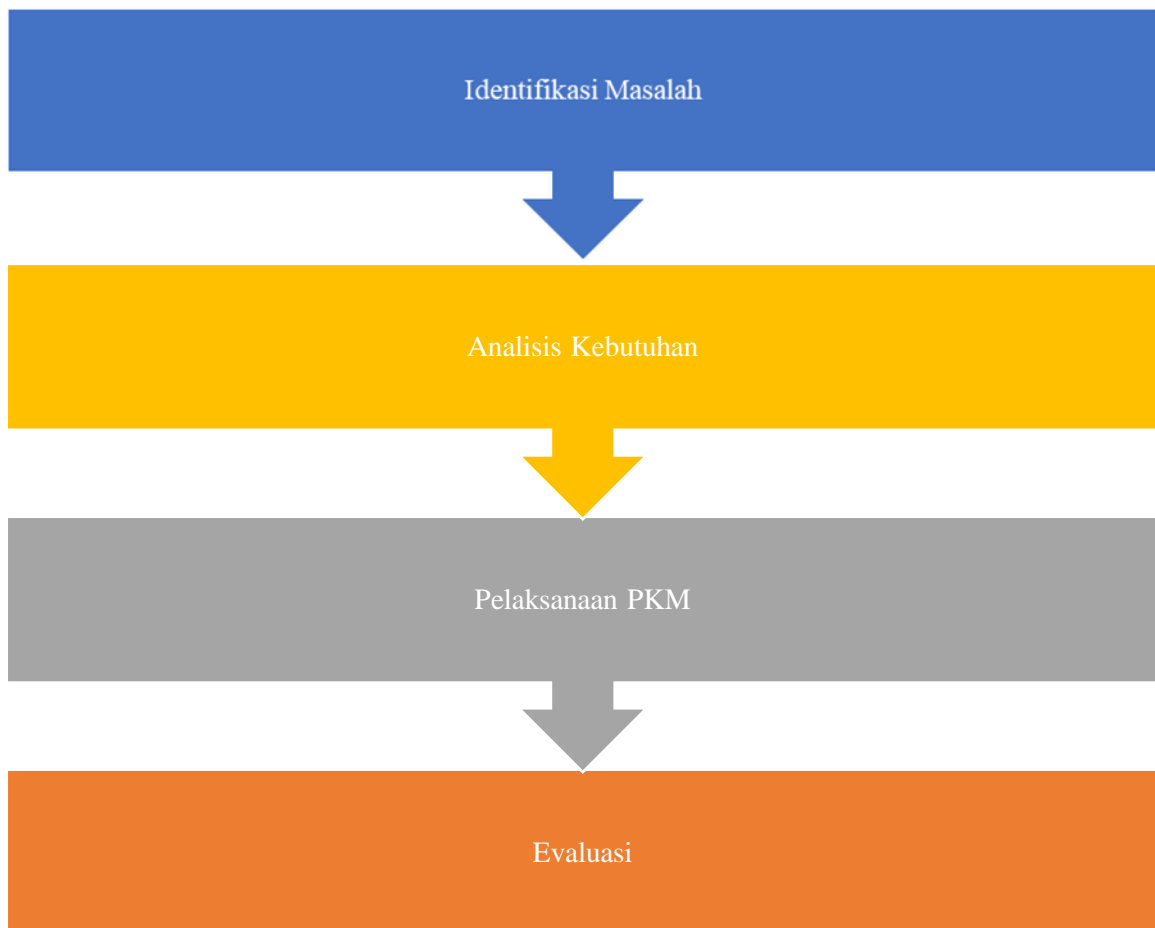 Identifikasi Masalah
Analisis Kebutuhan
Pelaksanaan PKM
Evaluasi